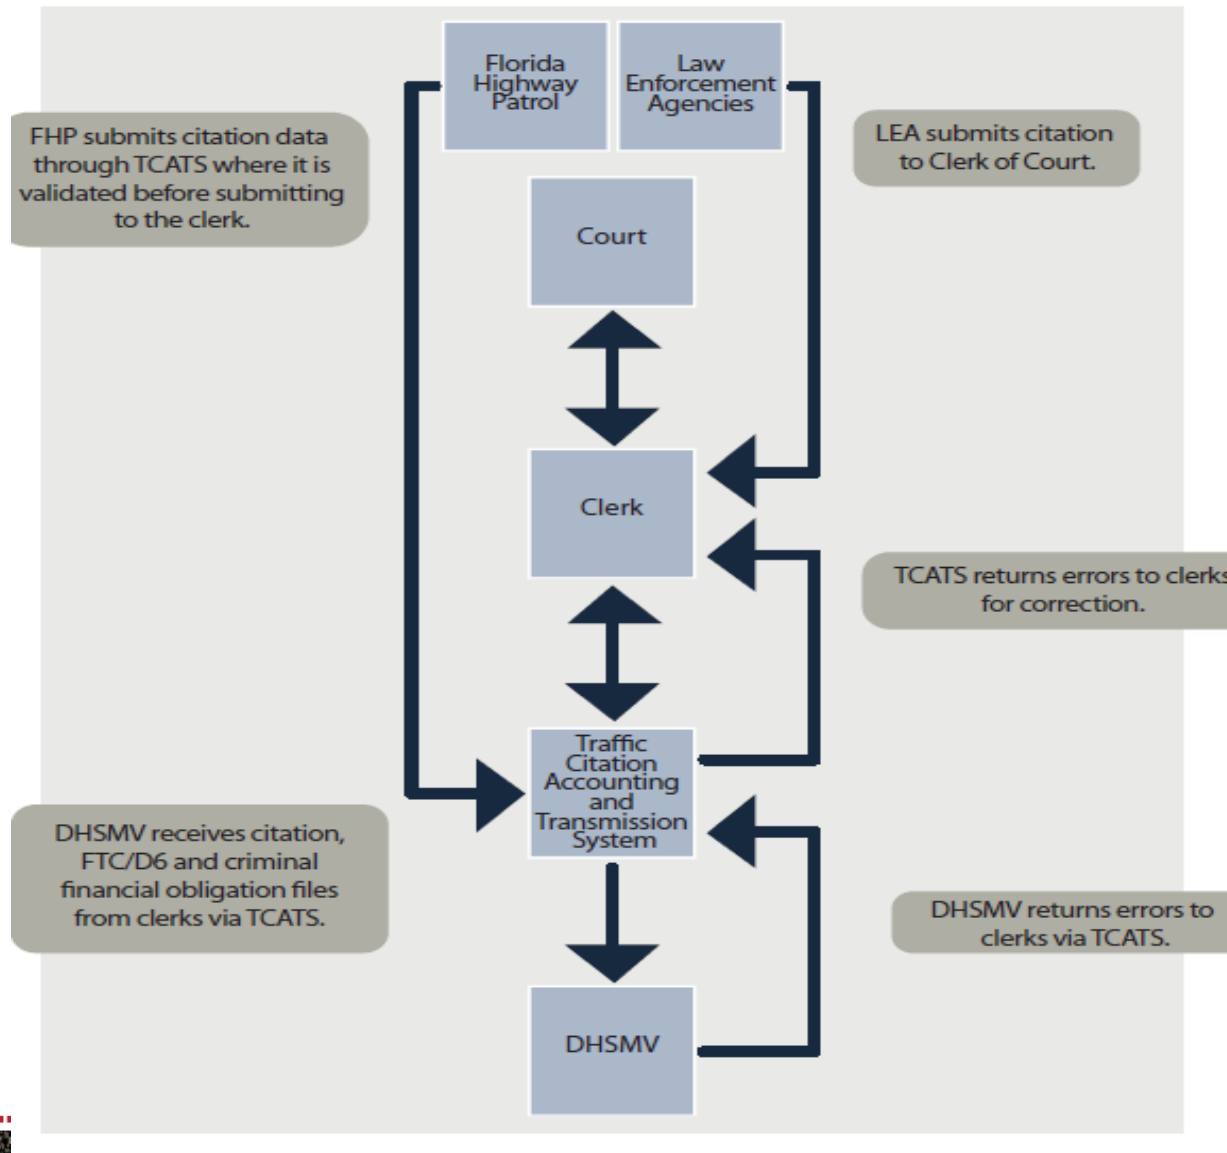 Florida
Highway
Patrol
Law
Enforcement
Agencies
FHP submits citation data
through TCATS where it is
validated before submitting
to the clerk.
LEA submits citation
to Clerk of Court.
Court
Clerk
TCATS returns errors to clerks
for correction.
Traffic
Citation
Accounting
and
Transmission
System
DHSMV receives citation,
FTC/D6 and criminal
financial obligation files
from clerks via TCATS.
DHSMV returns errors to
clerks via TCATS.
DHSMV